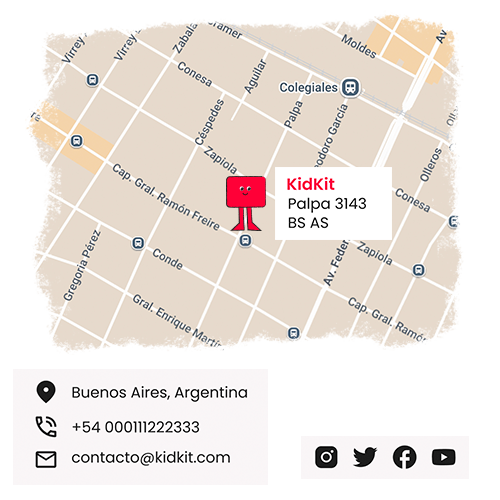 Virrey
Virrey
Zabala
Cramer
Moldes
Av
Conesa
Aguilar
Colegiales
Céspedes
Palpa
Teodoro García
Zapiola
Olleros
Cap. Gral. Ramón Freire
KidKit
Palpa 3143
BS AS
Conesa
Gregoria Pérez
Conde
Zapiola
Av. Feder
Gral. Enrique Martín
Cap. Gral. Ramó
Buenos Aires, Argentina
+54 000111222333
contacto@kidkit.com